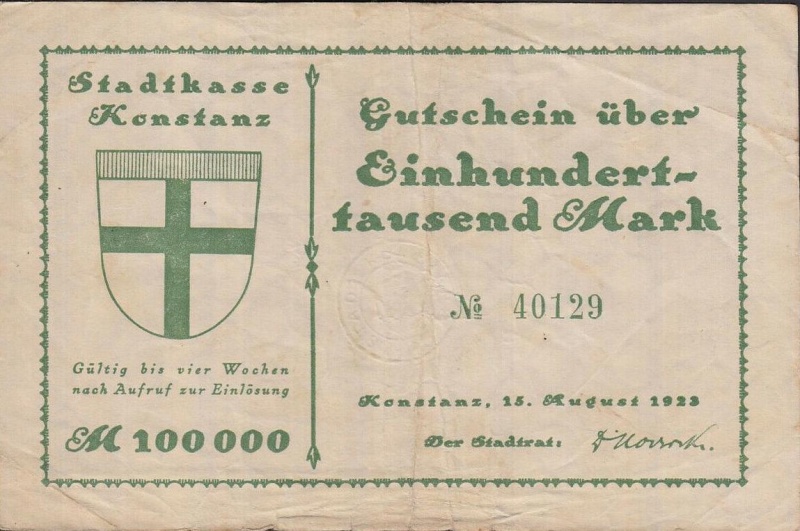 Stadtkasse
Konstanz
Gültig bis vier Wochen
nach Aufruf zur Einlösung
M 100 000
Gutschein über
Einhundert-
tausend Mark
№ 40129
Konstanz, 15. August 1923
Der Stadtrat: